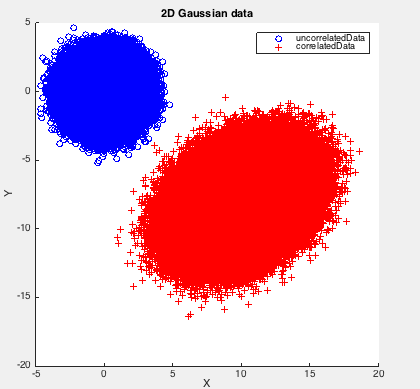 2D Gaussian data
uncorrelatedData
correlatedData
5
0
-5
-10
-15
-20
Y
-5 0 5 10 15 20
X